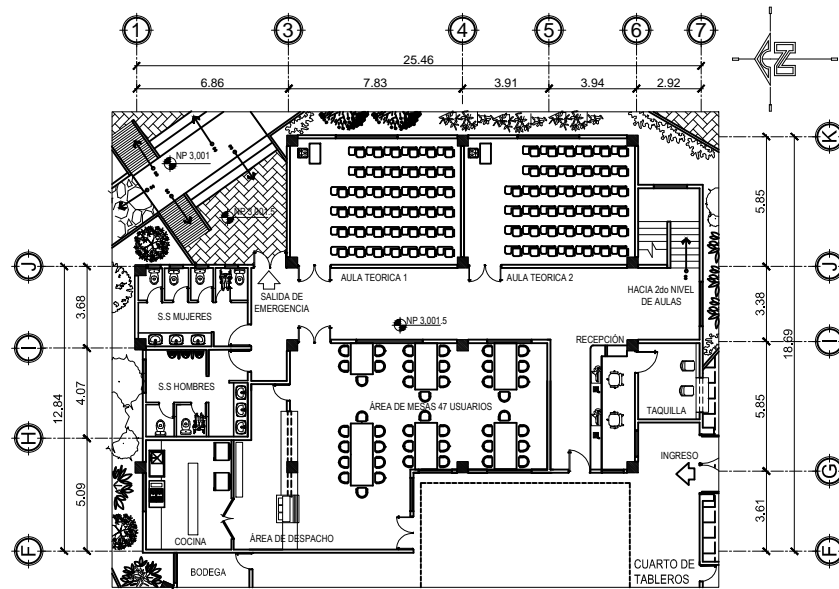 1 3 4 5 6 7
25.46
6.86 7.83 3.91 3.94 2.92
N
K
NP 3,001
5.85
NP 3,001.5
J J
AULA TEORICA 1
AULA TEORICA 2
HACIA 2do NIVEL
DE AULAS
SALIDA DE
EMERGENCIA
3.68
S.S MUJERES
NP 3,001.5
3.38
RECEPCIÓN
I I
18.69
12.84
4.07
S.S HOMBRES
ÁREA DE MESAS 47 USUARIOS
TAQUILLA
5.85
H
INGRESO
G
5.09
COCINA
ÁREA DE DESPACHO
3.61
F F
BODEGA
CUARTO DE
TABLEROS